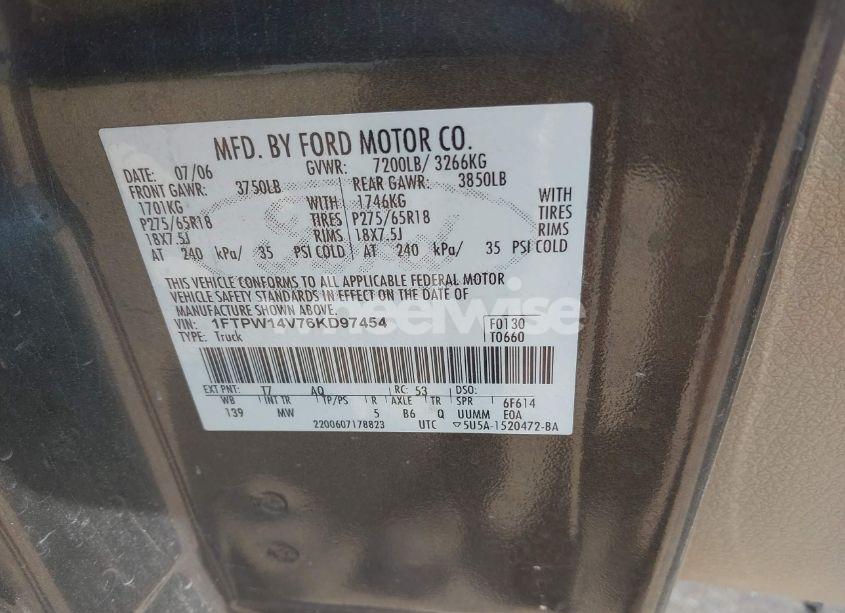 MFD. BY FORD MOTOR CO.
DATE: 07/06 GVWR: 7200LB/ 3266KG
FRONT GAWR: 3750LB REAR GAWR: 3850LB
1701KG WITH 1746KG WITH
P275/65R18 TIRES P275/65R18 TIRES
18X7.5J RIMS 18X7.5J RIMS
AT 240 kPa/ 35 PSI COLD AT 240 kPa/ 35 PSI COLD
THIS VEHICLE CONFORMS TO ALL APPLICABLE FEDERAL MOTOR
VEHICLE SAFETY STANDARDS IN EFFECT ON THE DATE OF
MANUFACTURE SHOWN ABOVE.
VIN: 1FTPW14V76KD97454 F0130
TYPE: Truck T0660
EXT PNT: T7 AQ RC: 53 DSO:
WB INT TR TP/PS R AXLE TR SPR 6F614
139 MW 5 B6 Q UUMM EOA
2200607178823 UTC 5U5A-1520472-BA
wheelwise